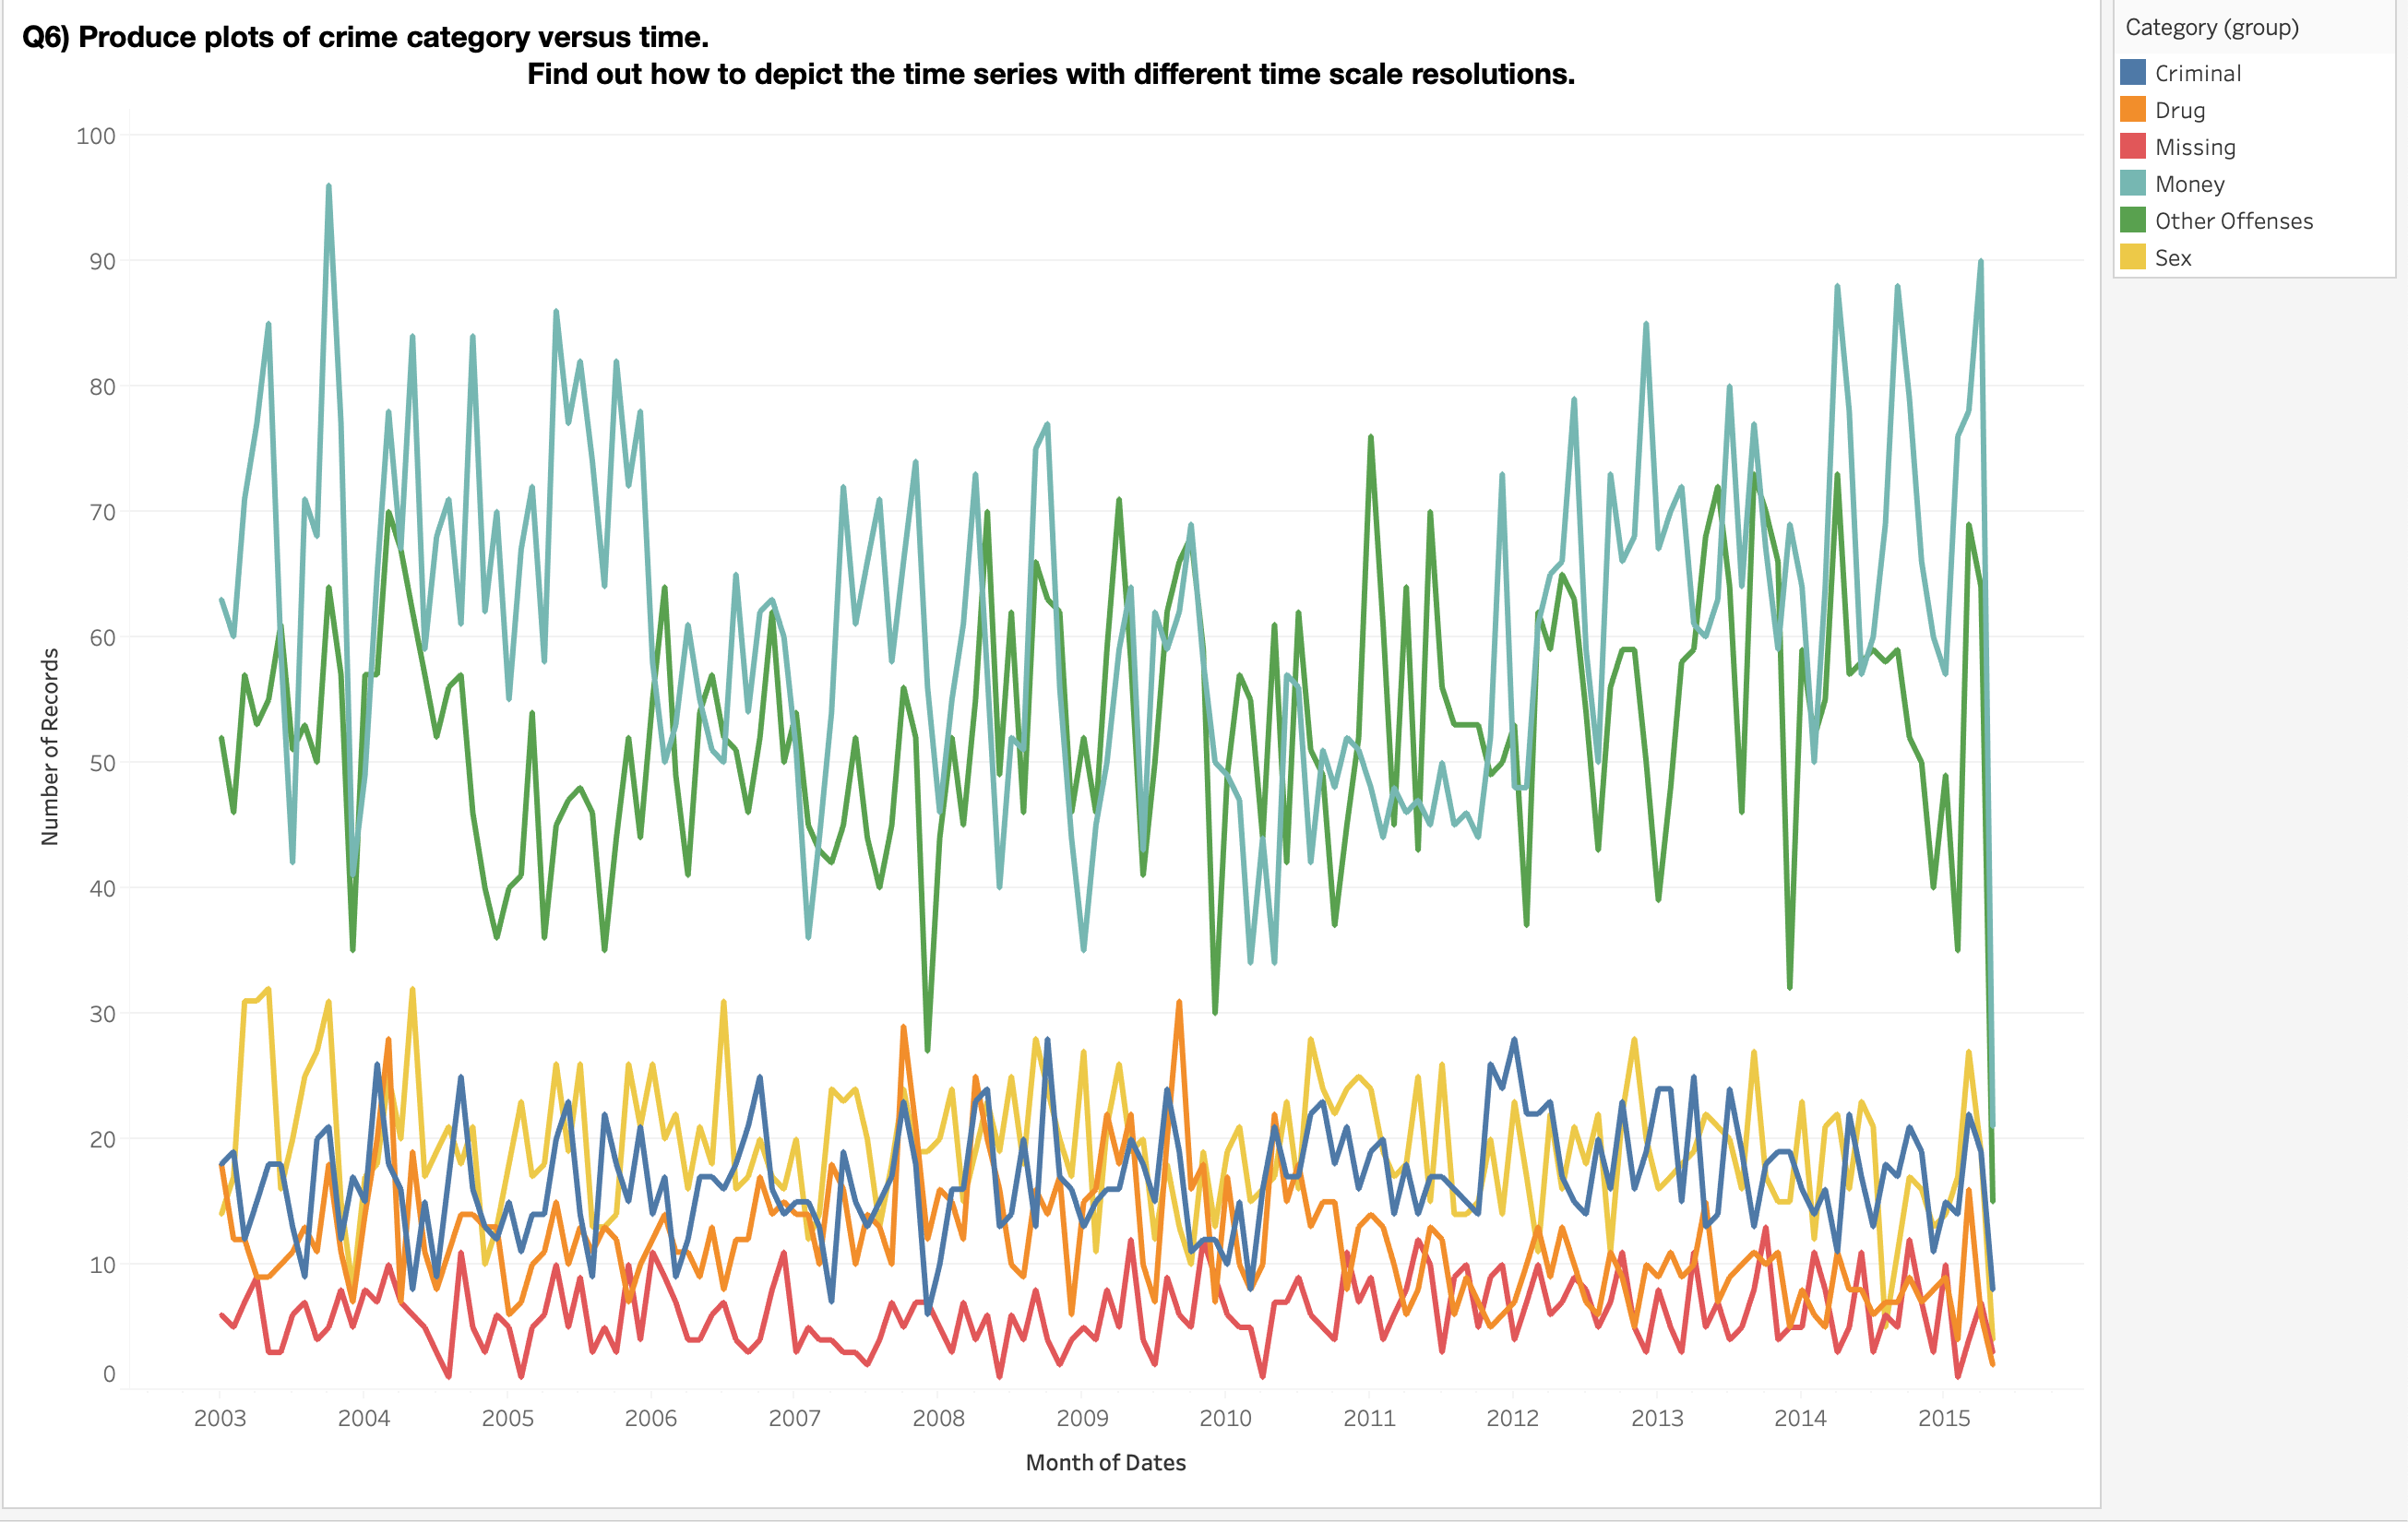 Q6) Produce plots of crime category versus time.
Find out how to depict the time series with different time scale resolutions.
Category (group)
Criminal
Drug
Missing
Money
Other Offenses
Sex
100
90
80
70
60
50
40
30
20
10
0
Number of Records
2003 2004 2005 2006 2007 2008 2009 2010 2011 2012 2013 2014 2015
Month of Dates